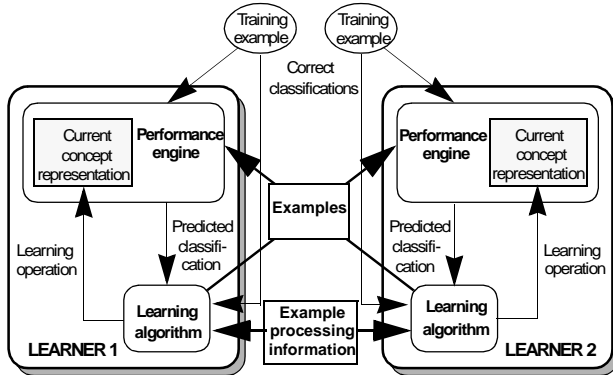 Training
example
Training
example
Correct
classifications
Current
concept
representation
Performance
engine
Performance
engine
Current
concept
representation
Examples
Learning
operation
Predicted
classifi-
cation
Predicted
classifi-
cation
Learning
operation
Learning
algorithm
Example
processing
information
Learning
algorithm
LEARNER 1
LEARNER 2